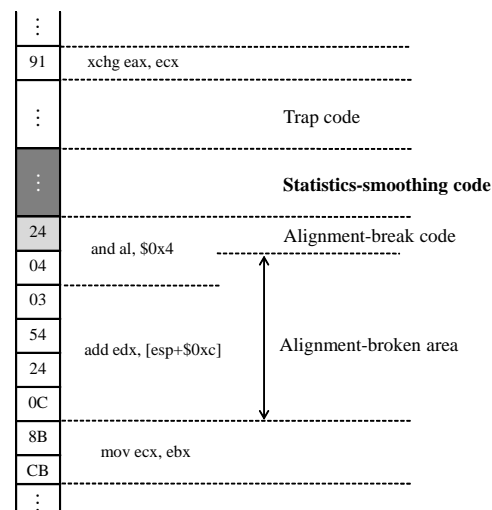 ⋮
91 xchg eax, ecx
⋮ Trap code
⋮ Statistics-smoothing code
24 Alignment-break code
and al, $0x4
04
03
54
add edx, [esp+$0xc] Alignment-broken area
24
0C
8B
mov ecx, ebx
CB
⋮